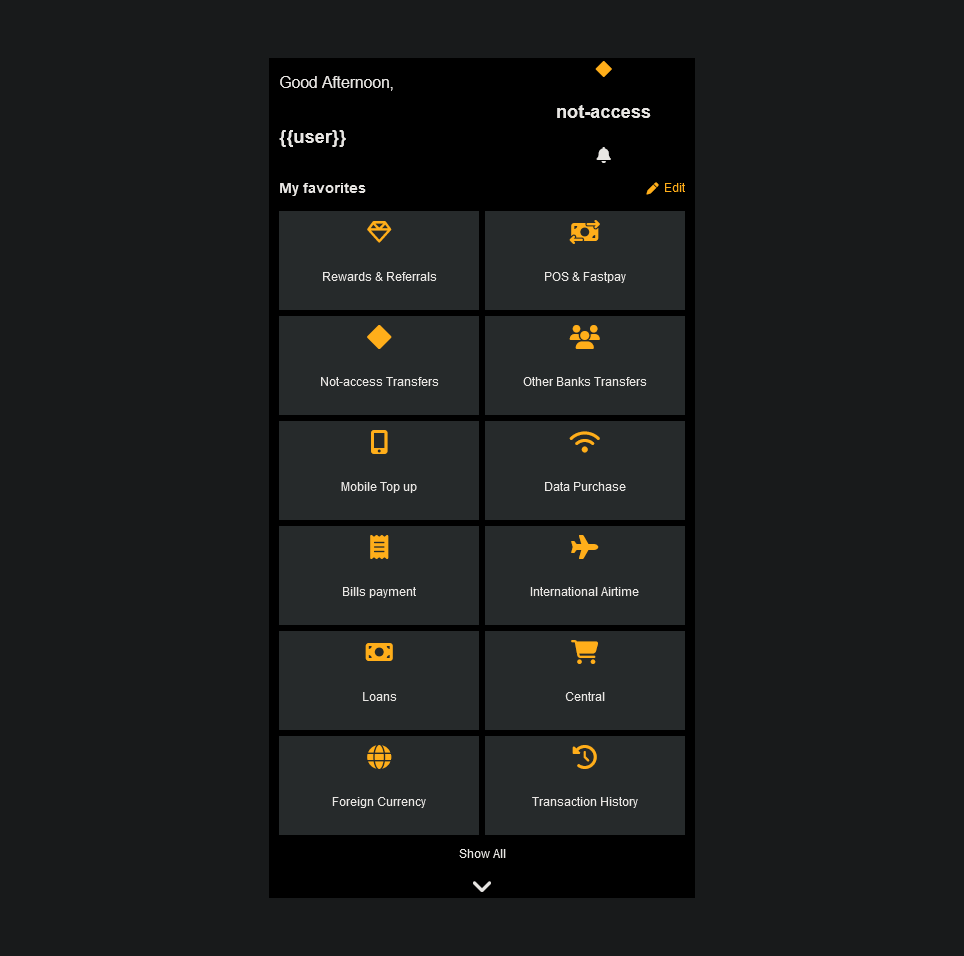 Good Afternoon,
not-access
{{user}}
My favorites
Edit
Rewards & Referrals
POS & Fastpay
Not-access Transfers
Other Banks Transfers
Mobile Top up
Data Purchase
Bills payment
International Airtime
Loans
Central
Foreign Currency
Transaction History
Show All